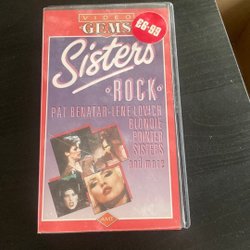 VIDEO
GEMS
£6·99
Sisters
ROCK
PAT BENATAR·LENE LOVICH
BLONDIE
POINTER
SISTERS
and more